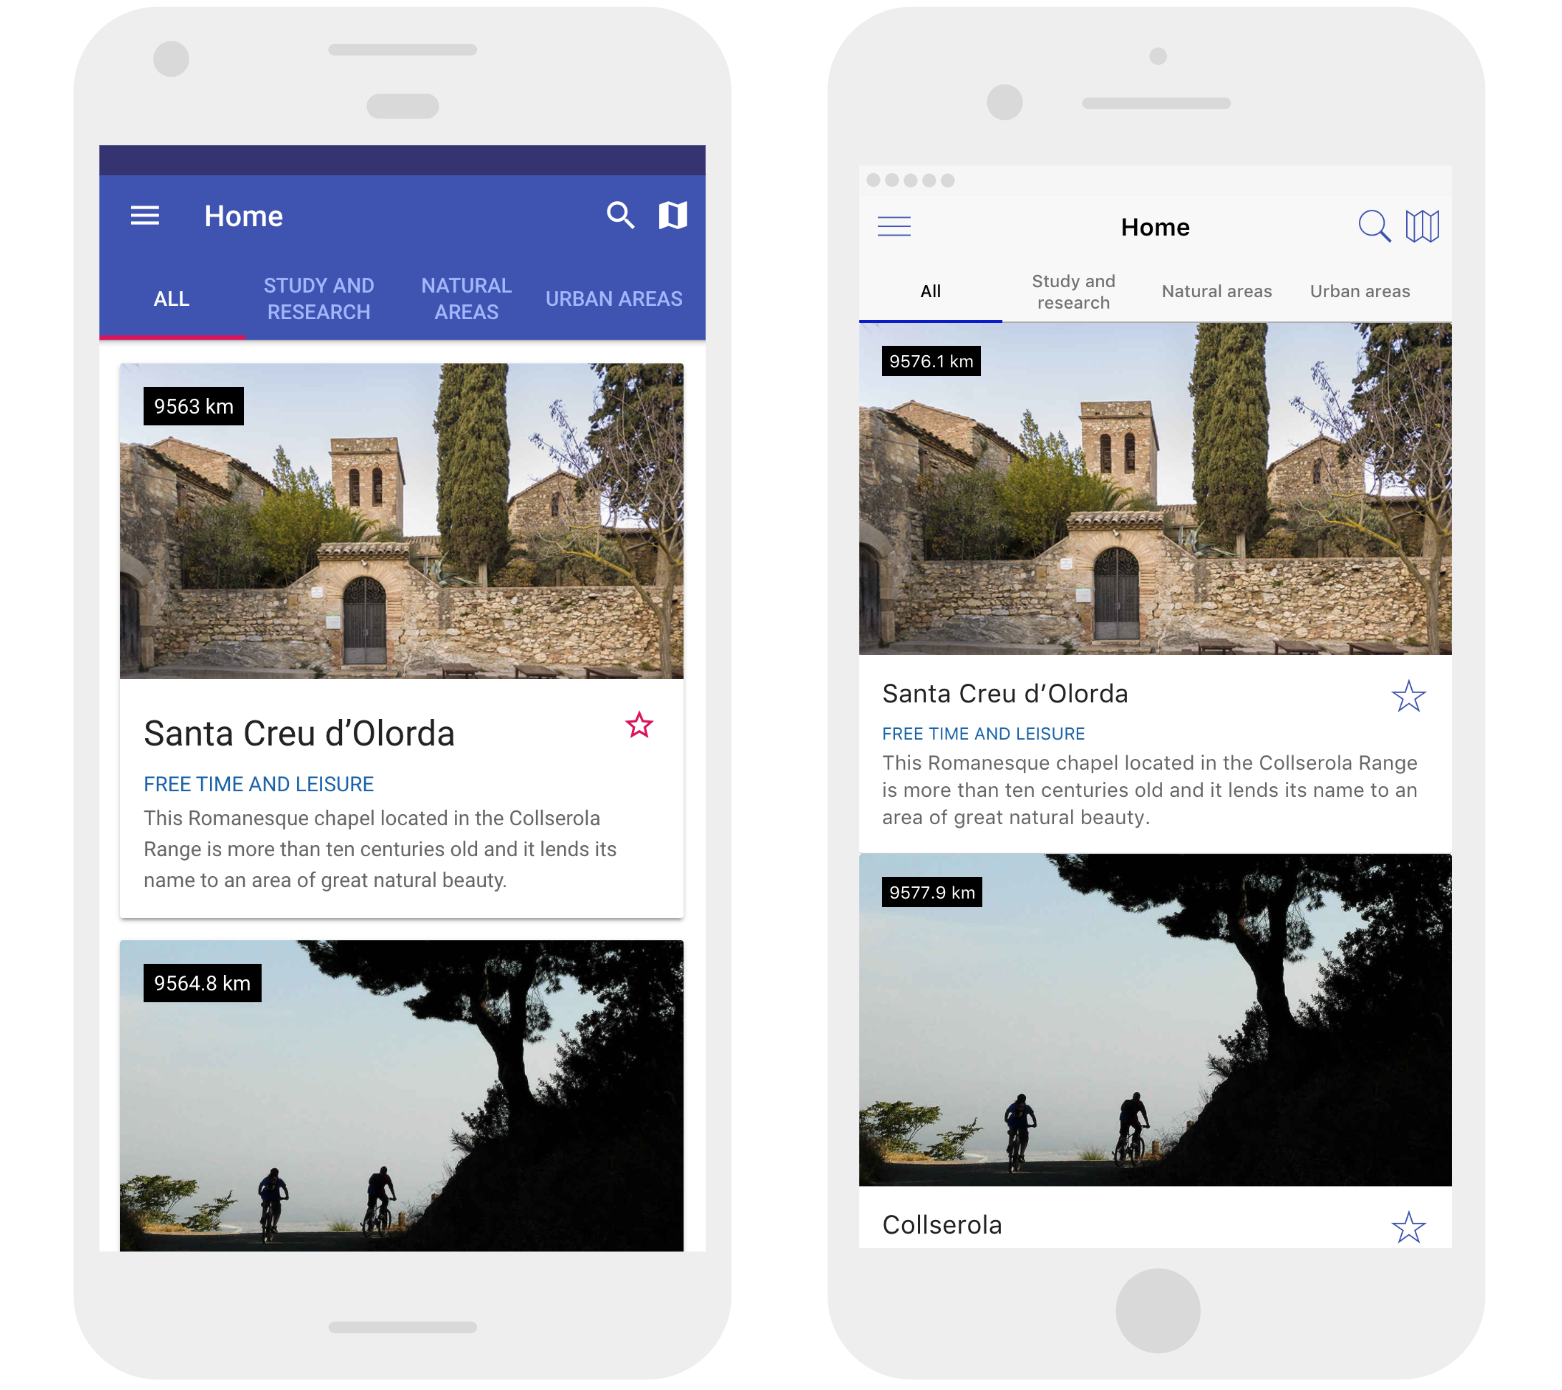 Home
ALL
STUDY AND
RESEARCH
NATURAL
AREAS
URBAN AREAS
9563 km
Santa Creu d’Olorda
FREE TIME AND LEISURE
This Romanesque chapel located in the Collserola
Range is more than ten centuries old and it lends its
name to an area of great natural beauty.
9564.8 km
Home
All
Study and
research
Natural areas
Urban areas
9576.1 km
Santa Creu d’Olorda
FREE TIME AND LEISURE
This Romanesque chapel located in the Collserola Range
is more than ten centuries old and it lends its name to an
area of great natural beauty.
9577.9 km
Collserola